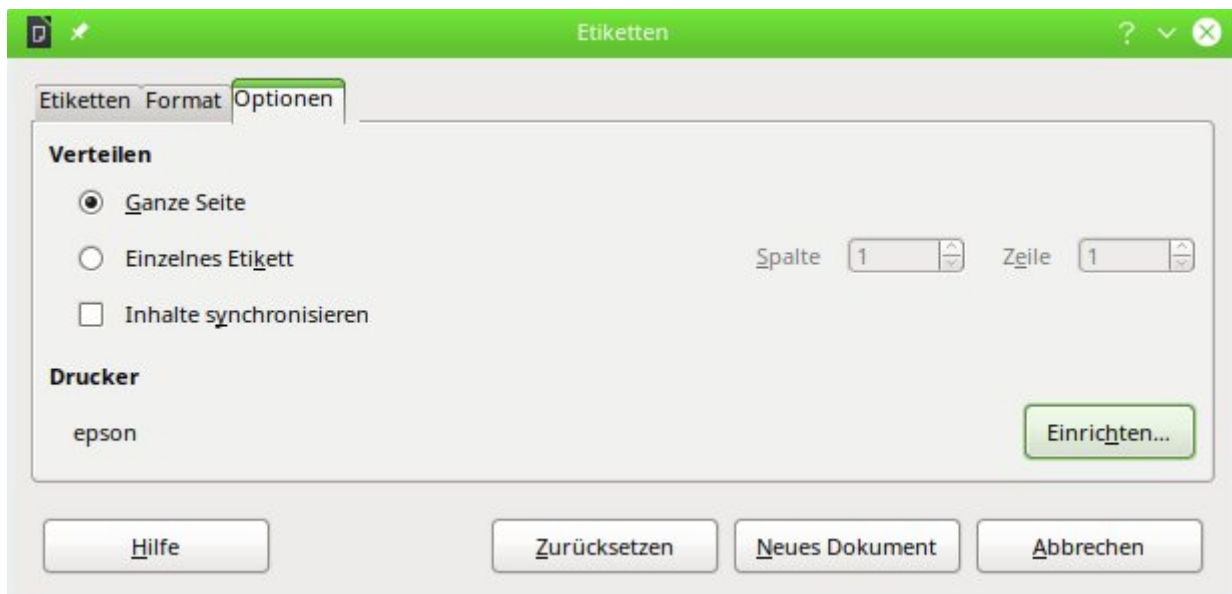 Etiketten
Etiketten Format Optionen
Verteilen
Ganze Seite
Einzelnes Etikett Spalte 1 Zeile 1
Inhalte synchronisieren
Drucker
epson Einrichten...
Hilfe Zurücksetzen Neues Dokument Abbrechen